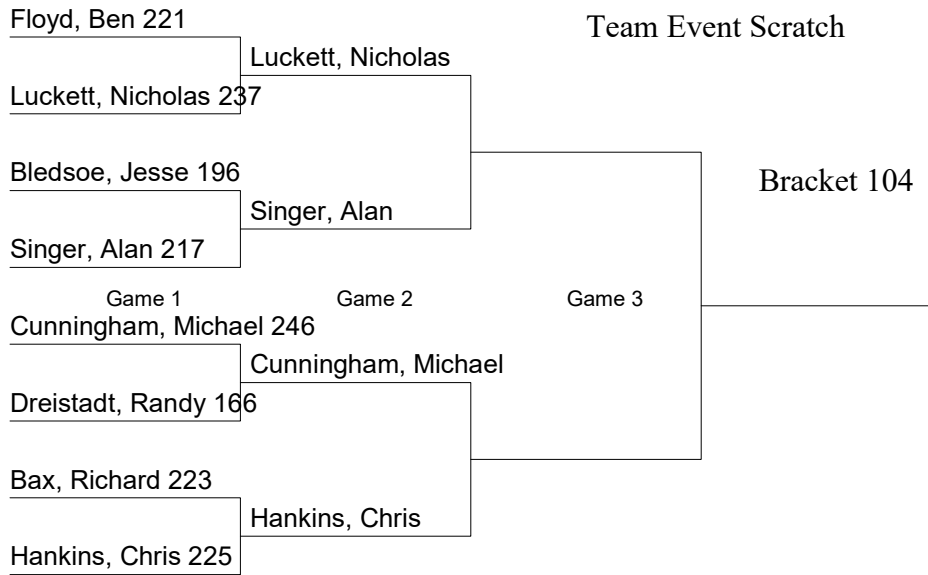 Floyd, Ben 221
Team Event Scratch
Luckett, Nicholas
Luckett, Nicholas 237
Bledsoe, Jesse 196
Bracket 104
Singer, Alan
Singer, Alan 217
Game 1
Game 2
Game 3
Cunningham, Michael 246
Cunningham, Michael
Dreistadt, Randy 166
Bax, Richard 223
Hankins, Chris
Hankins, Chris 225